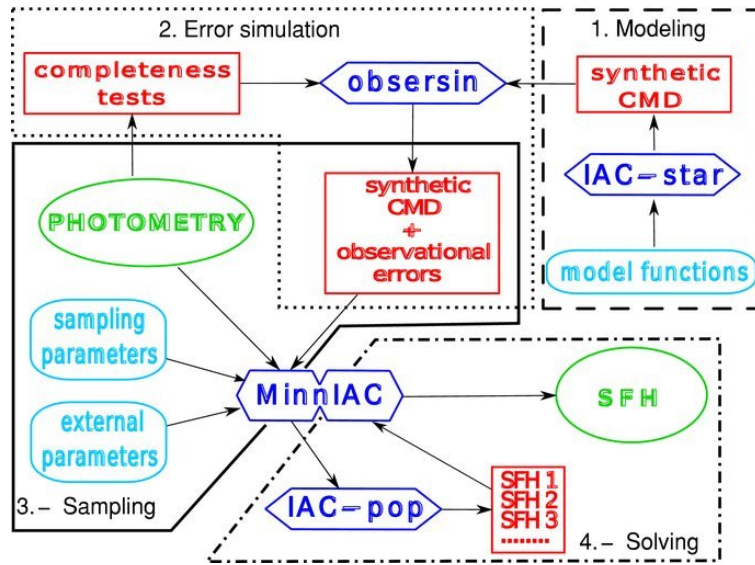 2. Error simulation
1. Modeling
completeness
tests
obsersin
synthetic
CMD
IAC-star
model functions
PHOTOMETRY
synthetic
CMD
+
observational
errors
sampling
parameters
external
parameters
MinnIAC
SFH
IAC-pop
SFH 1
SFH 2
SFH 3
........
3.- Sampling
4.- Solving